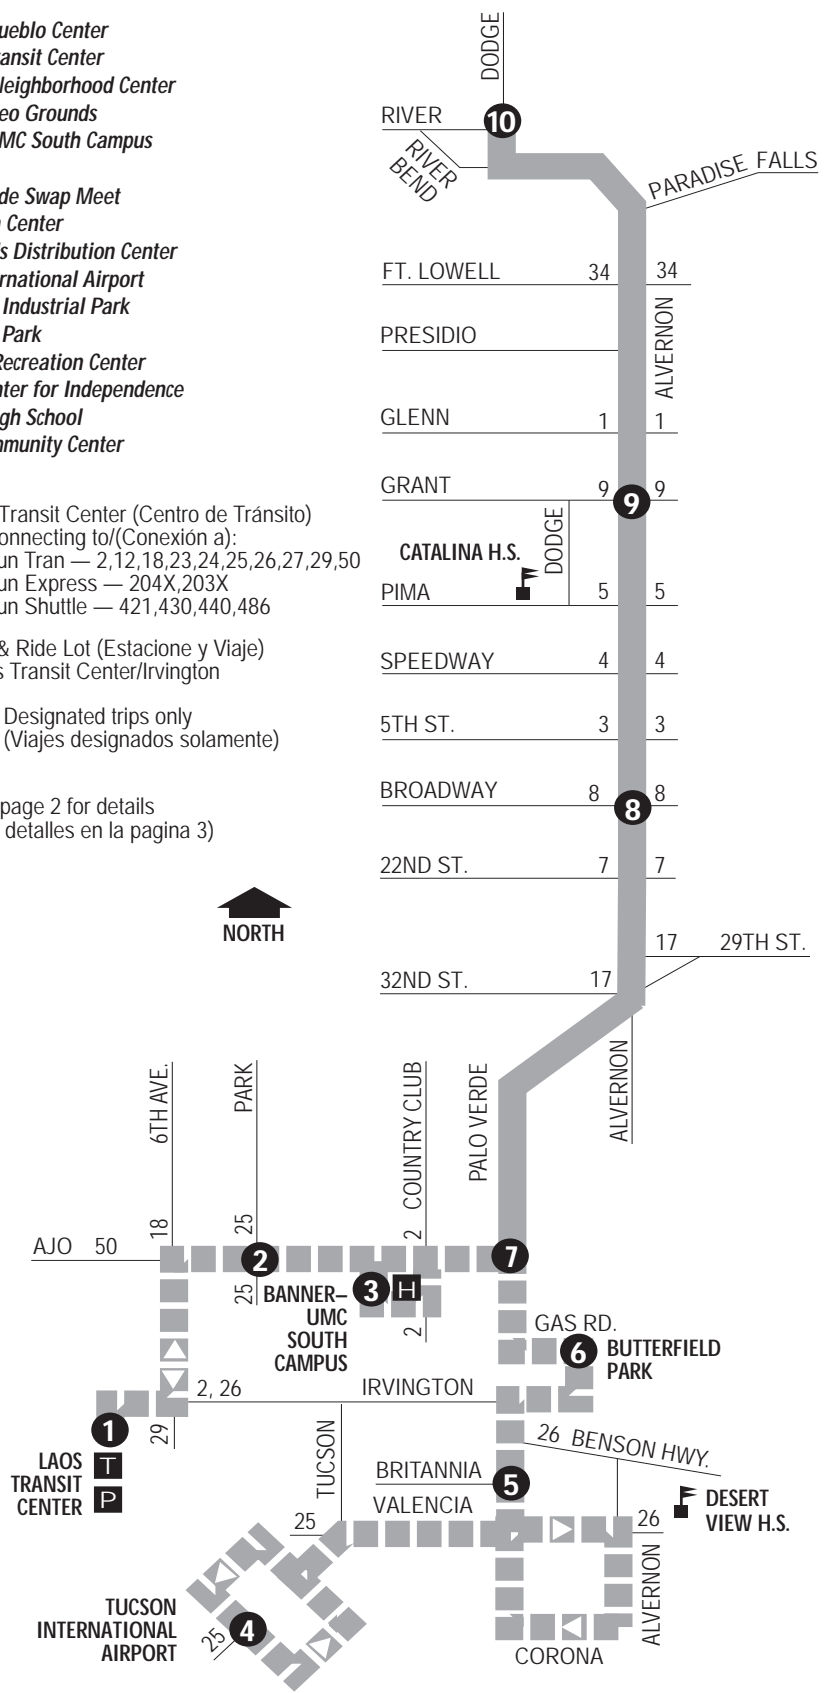 ueblo Center
ansit Center
leighborhood Center
eo Grounds
MC South Campus
de Swap Meet
Center
s Distribution Center
rnational Airport
Industrial Park
Park
Recreation Center
nter for Independence
gh School
mmunity Center
Transit Center (Centro de Tránsito)
onnecting to/(Conexión a):
un Tran — 2,12,18,23,24,25,26,27,29,50
un Express — 204X,203X
un Shuttle — 421,430,440,486
& Ride Lot (Estacione y Viaje)
s Transit Center/Irvington
Designated trips only
(Viajes designados solamente)
page 2 for details
detalles en la pagina 3)
NORTH
DODGE
RIVER
10
RIVER
BEND
PARADISE FALLS
FT. LOWELL 34 34
ALVERNON
PRESIDIO
GLENN 1 1
GRANT 9 9 9
DODGE
CATALINA H.S.
PIMA 5 5
SPEEDWAY 4 4
5TH ST. 3 3
BROADWAY 8 8 8
22ND ST. 7 7
17 29TH ST.
32ND ST. 17
6TH AVE.
PARK
COUNTRY CLUB
PALO VERDE
ALVERNON
18
25
2
AJO 50
2
7
25
BANNER–
UMC
SOUTH
CAMPUS
3
H
2
GAS RD.
6
BUTTERFIELD
PARK
2, 26
IRVINGTON
1
29
LAOS
TRANSIT
CENTER
T
P
TUCSON
26 BENSON HWY.
BRITANNIA
5
VALENCIA
DESERT
VIEW H.S.
25
26
ALVERNON
TUCSON
INTERNATIONAL
AIRPORT
4
25
CORONA